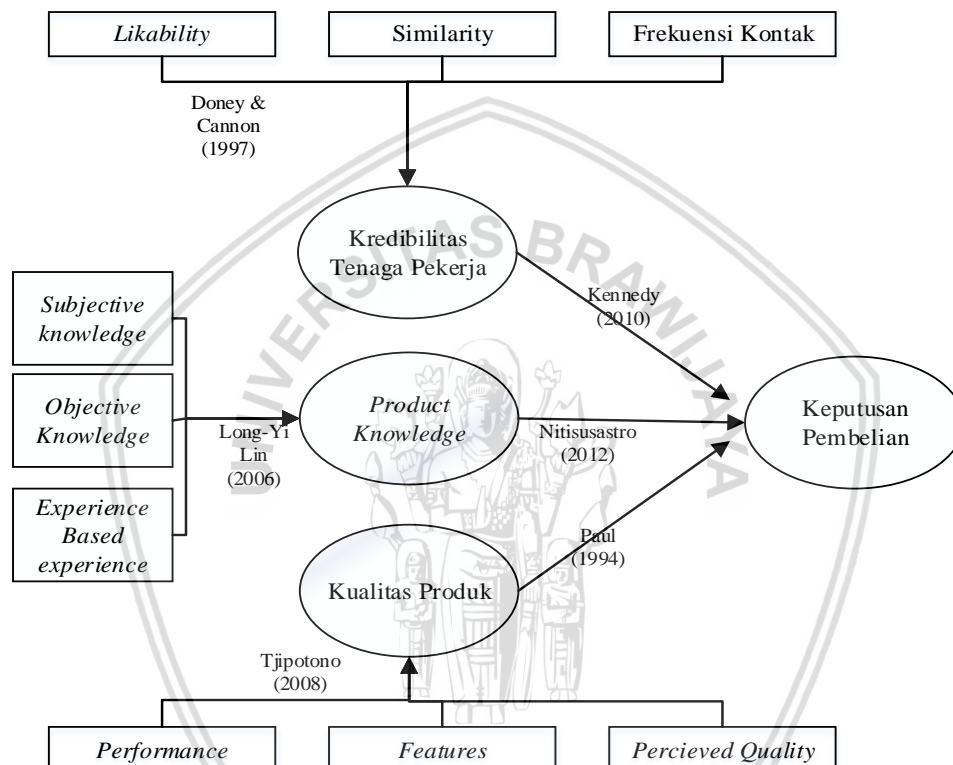 Likability
Similarity
Frekuensi Kontak
Doney &
Cannon
(1997)
UNIVERSITAS BRAWIJAYA
Kredibilitas
Tenaga Pekerja
Kennedy
(2010)
Subjective
knowledge
Objective
Knowledge
Experience
Based
experience
Long-Yi
Lin
(2006)
Product
Knowledge
Nitisusastro
(2012)
Keputusan
Pembelian
Paul
(1994)
Kualitas Produk
Tjipotono
(2008)
Performance
Features
Percieved Quality